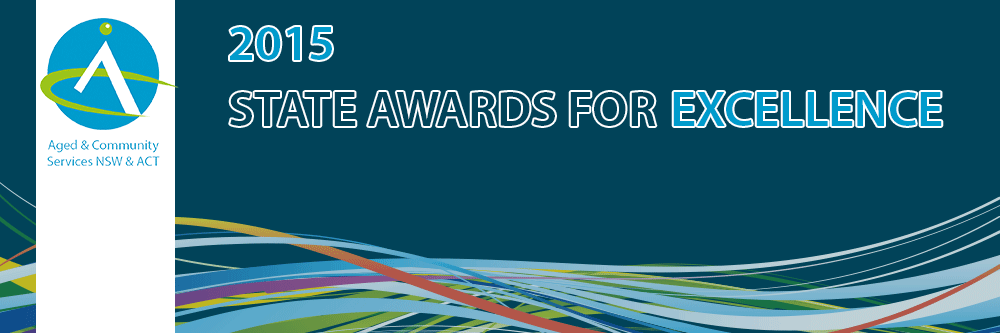 2015
STATE AWARDS FOR EXCELLENCE
Aged & Community
Services NSW & ACT